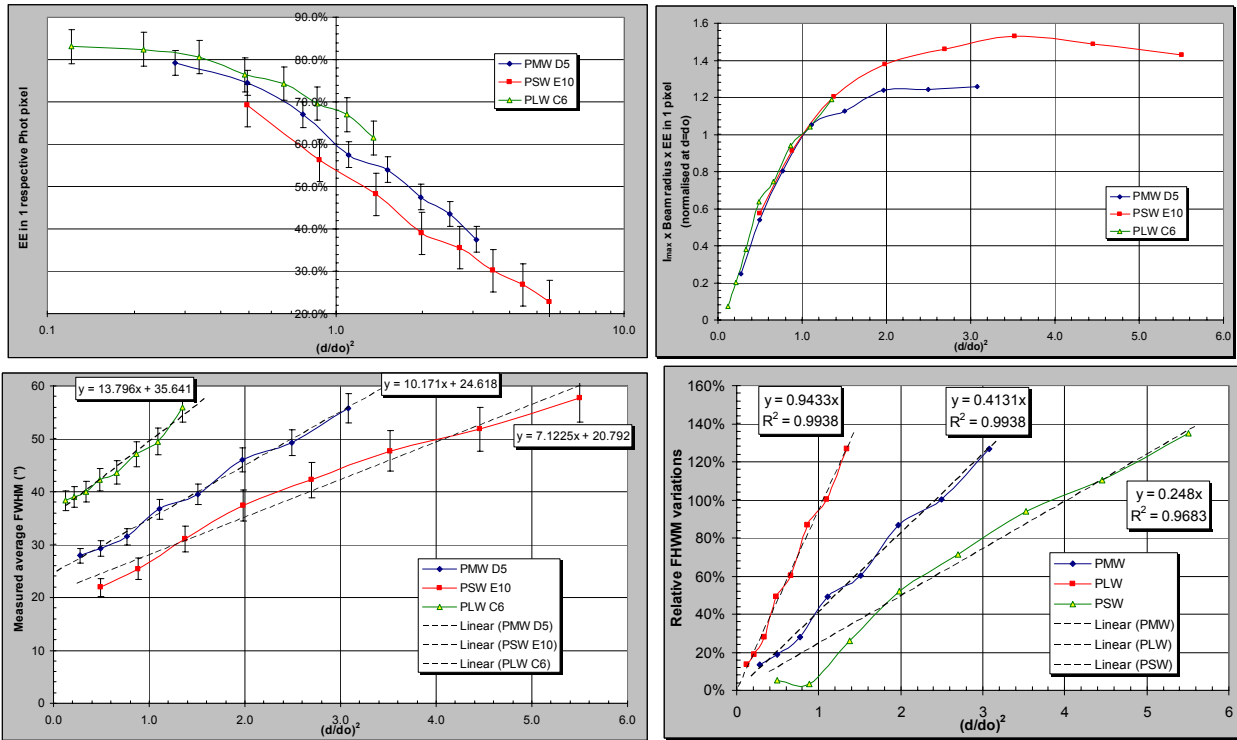 90.0%
80.0%
70.0%
60.0%
50.0%
40.0%
30.0%
20.0%
0.1
1.0
10.0
(d/do)²
EE in 1 respective Phot pixel
PMW D5
PSW E10
PLW C6
1.6
1.4
1.2
1
0.8
0.6
0.4
0.2
0
0.0
1.0
2.0
3.0
4.0
5.0
6.0
(d/do)²
Imax x Beam radius x EE in 1 pixel
(normalised at d=do)
PMW D5
PSW E10
PLW C6
60
50
40
30
20
10
0
0.0
1.0
2.0
3.0
4.0
5.0
6.0
(d/do)²
Measured average FWHM (")
y = 13.796x + 35.641
y = 10.171x + 24.618
y = 7.1225x + 20.792
PMW D5
PSW E10
PLW C6
Linear (PMW D5)
Linear (PSW E10)
Linear (PLW C6)
160%
140%
120%
100%
80%
60%
40%
20%
0%
0
1
2
3
4
5
6
(d/do)²
Relative FHWM variations
y = 0.9433x
R² = 0.9938
y = 0.4131x
R² = 0.9938
y = 0.248x
R² = 0.9683
PMW
PLW
PSW
Linear (PMW)
Linear (PLW)
Linear (PSW)